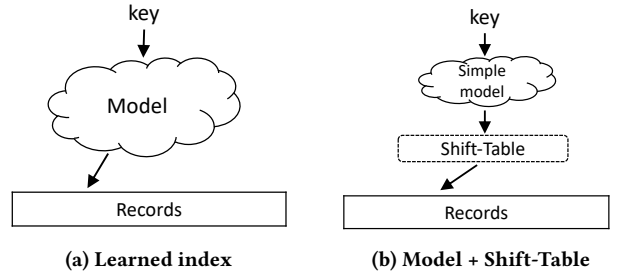 key
Model
Records
(a) Learned index
key
Simple
model
Shift-Table
Records
(b) Model + Shift-Table